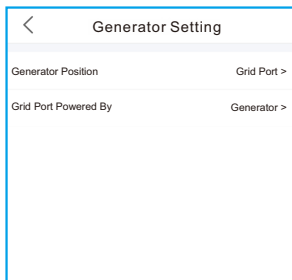 Generator Setting
Generator Position Grid Port >
Grid Port Powered By Generator >